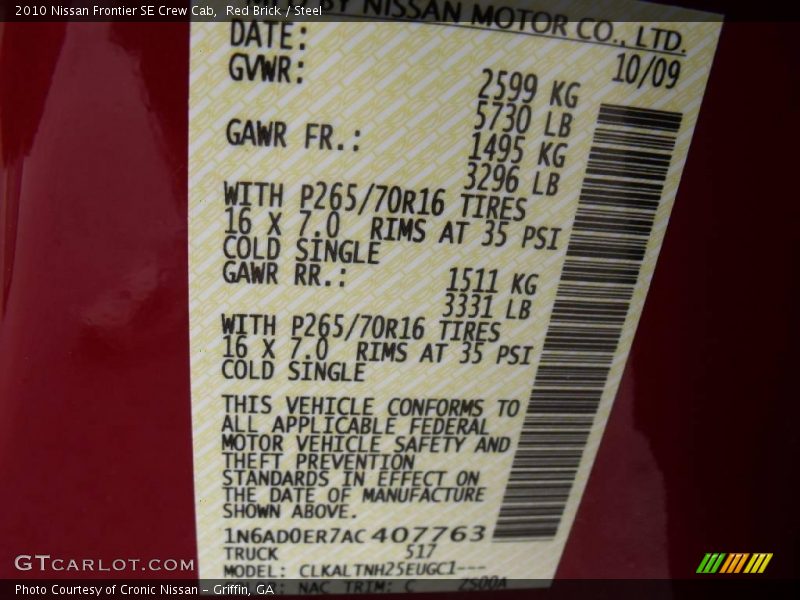 2010 Nissan Frontier SE Crew Cab,  Red Brick / Steel
BY NISSAN MOTOR CO., LTD.
DATE: 10/09
GVWR: 2599 KG
5730 LB
GAWR FR.: 1495 KG
3296 LB
WITH P265/70R16 TIRES
16 X 7.0 RIMS AT 35 PSI
COLD SINGLE
GAWR RR.: 1511 KG
3331 LB
WITH P265/70R16 TIRES
16 X 7.0 RIMS AT 35 PSI
COLD SINGLE
THIS VEHICLE CONFORMS TO
ALL APPLICABLE FEDERAL
MOTOR VEHICLE SAFETY AND
THEFT PREVENTION
STANDARDS IN EFFECT ON
THE DATE OF MANUFACTURE
SHOWN ABOVE.
1N6AD0ER7AC407763
TRUCK 517
MODEL: CLKALTNH25EUGC1---
NAC TRIM: C ZS00A
GTCARLOT.COM
Photo Courtesy of Cronic Nissan – Griffin, GA